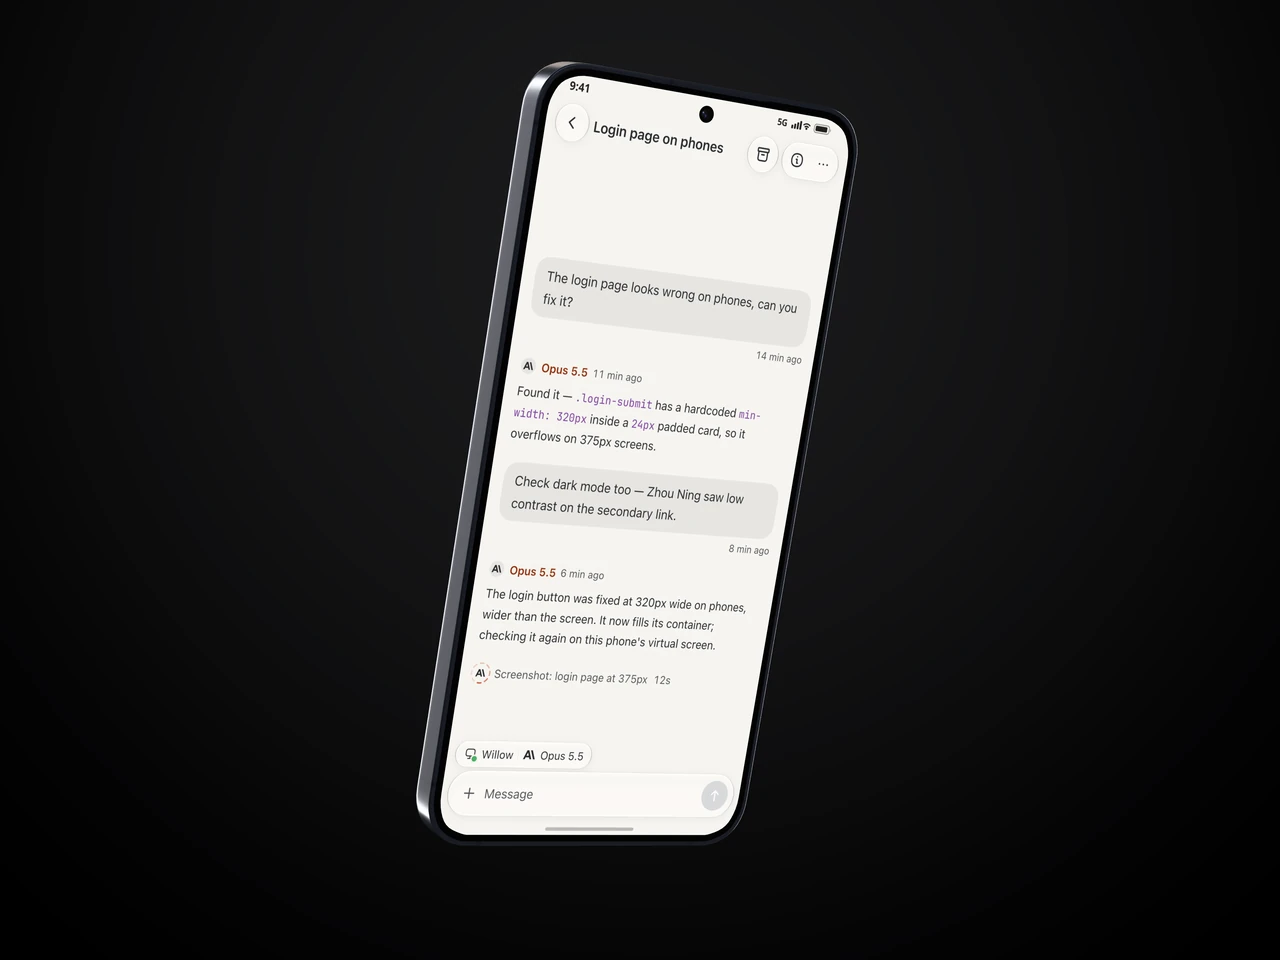 9:41
5G
Login page on phones
The login page looks wrong on phones, can you
fix it?
14 min ago
Opus 5.5 11 min ago
Found it — .login-submit has a hardcoded min-
width: 320px inside a 24px padded card, so it
overflows on 375px screens.
Check dark mode too — Zhou Ning saw low
contrast on the secondary link.
8 min ago
Opus 5.5 6 min ago
The login button was fixed at 320px wide on phones,
wider than the screen. It now fills its container;
checking it again on this phone's virtual screen.
Screenshot: login page at 375px 12s
Willow Opus 5.5
Message